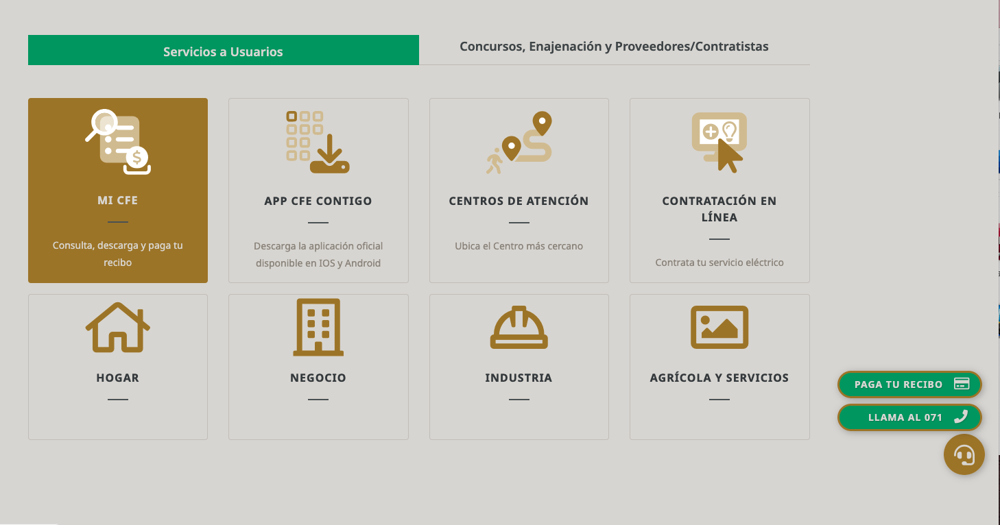 Servicios a Usuarios
Concursos, Enajenación y Proveedores/Contratistas
MI CFE
Consulta, descarga y paga tu
recibo
APP CFE CONTIGO
Descarga la aplicación oficial
disponible en IOS y Android
CENTROS DE ATENCIÓN
Ubica el Centro más cercano
CONTRATACIÓN EN
LÍNEA
Contrata tu servicio eléctrico
HOGAR
NEGOCIO
INDUSTRIA
AGRÍCOLA Y SERVICIOS
PAGA TU RECIBO
LLAMA AL 071